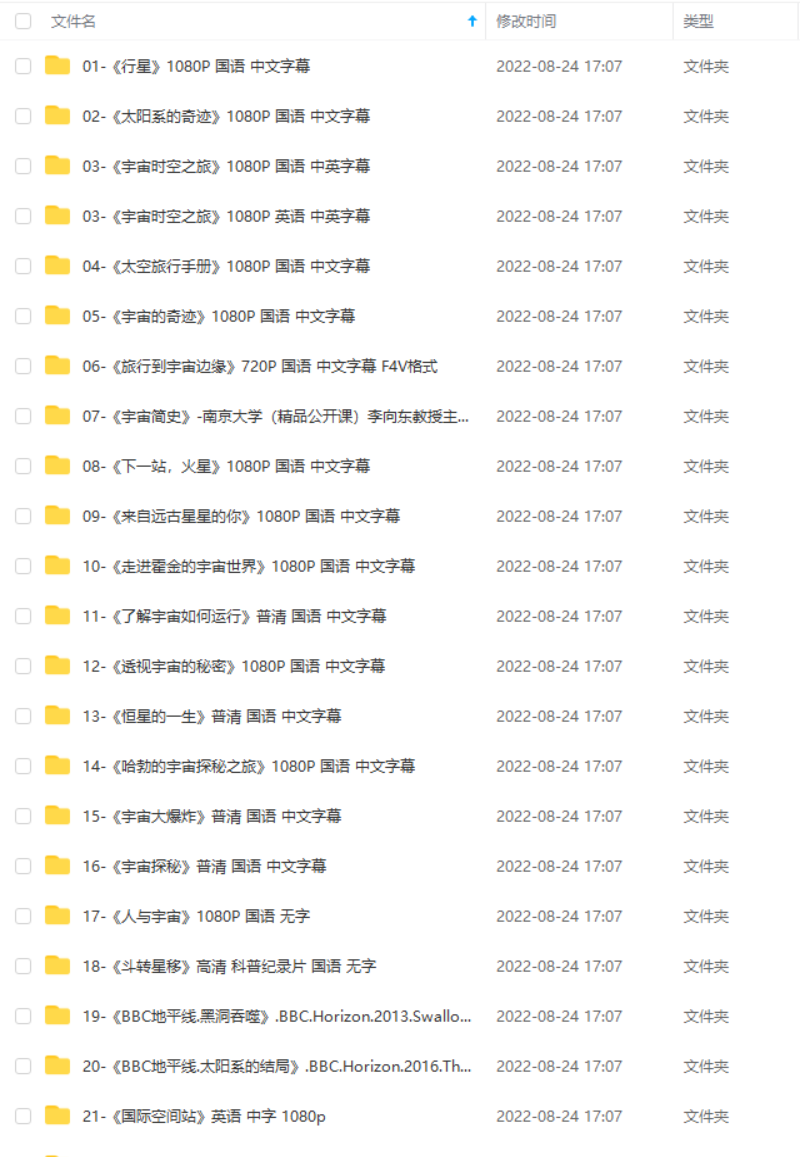 文件名 修改时间 类型
01-《行星》1080P 国语 中文字幕 2022-08-24 17:07 文件夹
02-《太阳系的奇迹》1080P 国语 中文字幕 2022-08-24 17:07 文件夹
03-《宇宙时空之旅》1080P 国语 中英字幕 2022-08-24 17:07 文件夹
03-《宇宙时空之旅》1080P 英语 中英字幕 2022-08-24 17:07 文件夹
04-《太空旅行手册》1080P 国语 中文字幕 2022-08-24 17:07 文件夹
05-《宇宙的奇迹》1080P 国语 中文字幕 2022-08-24 17:07 文件夹
06-《旅行到宇宙边缘》720P 国语 中文字幕 F4V格式 2022-08-24 17:07 文件夹
07-《宇宙简史》-南京大学（精品公开课）李向东教授主... 2022-08-24 17:07 文件夹
08-《下一站，火星》1080P 国语 中文字幕 2022-08-24 17:07 文件夹
09-《来自远古星星的你》1080P 国语 中文字幕 2022-08-24 17:07 文件夹
10-《走进霍金的宇宙世界》1080P 国语 中文字幕 2022-08-24 17:07 文件夹
11-《了解宇宙如何运行》普清 国语 中文字幕 2022-08-24 17:07 文件夹
12-《透视宇宙的秘密》1080P 国语 中文字幕 2022-08-24 17:07 文件夹
13-《恒星的一生》普清 国语 中文字幕 2022-08-24 17:07 文件夹
14-《哈勃的宇宙探秘之旅》1080P 国语 中文字幕 2022-08-24 17:07 文件夹
15-《宇宙大爆炸》普清 国语 中文字幕 2022-08-24 17:07 文件夹
16-《宇宙探秘》普清 国语 中文字幕 2022-08-24 17:07 文件夹
17-《人与宇宙》1080P 国语 无字 2022-08-24 17:07 文件夹
18-《斗转星移》高清 科普纪录片 国语 无字 2022-08-24 17:07 文件夹
19-《BBC地平线.黑洞吞噬》.BBC.Horizon.2013.Swallo... 2022-08-24 17:07 文件夹
20-《BBC地平线.太阳系的结局》.BBC.Horizon.2016.Th... 2022-08-24 17:07 文件夹
21-《国际空间站》英语 中字 1080p 2022-08-24 17:07 文件夹